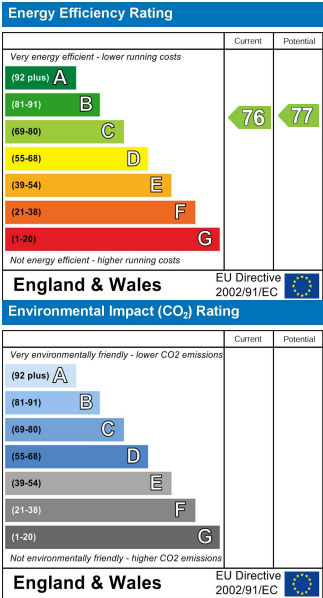 Energy Efficiency Rating
Current Potential
Very energy efficient - lower running costs
(92 plus) A
(81-91) B
(69-80) C
76 77
(55-68) D
(39-54) E
(21-38) F
(1-20) G
Not energy efficient - higher running costs
England & Wales
EU Directive
2002/91/EC
Environmental Impact (CO₂) Rating
Current Potential
Very environmentally friendly - lower CO2 emissions
(92 plus) A
(81-91) B
(69-80) C
(55-68) D
(39-54) E
(21-38) F
(1-20) G
Not environmentally friendly - higher CO2 emissions
England & Wales
EU Directive
2002/91/EC